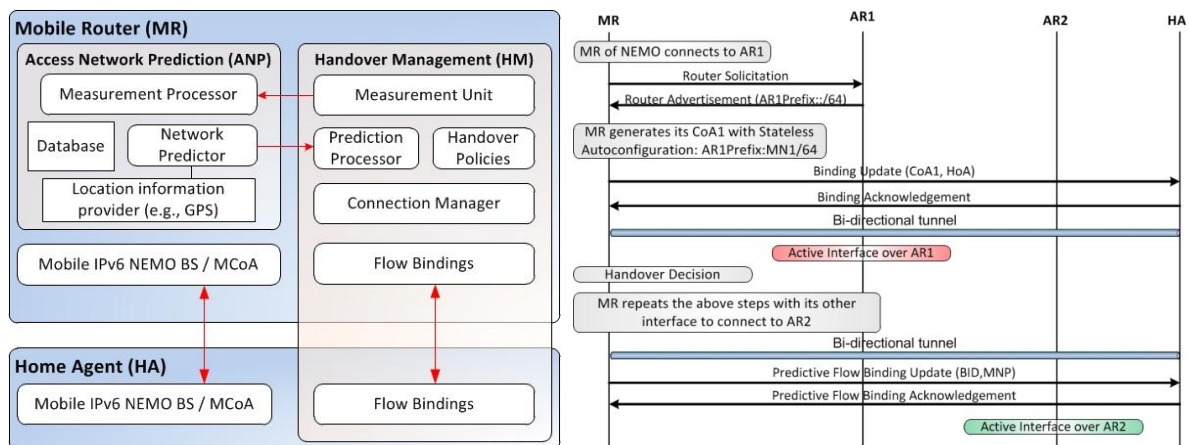 Mobile Router (MR)
Access Network Prediction (ANP)
Measurement Processor
Database
Network
Predictor
Location information
provider (e.g., GPS)
Mobile IPv6 NEMO BS / MCoA
Handover Management (HM)
Measurement Unit
Prediction
Processor
Handover
Policies
Connection Manager
Flow Bindings
Home Agent (HA)
Mobile IPv6 NEMO BS / MCoA
Flow Bindings
MR
AR1
AR2
HA
MR of NEMO connects to AR1
Router Solicitation
Router Advertisement (AR1Prefix::/64)
MR generates its CoA1 with Stateless
Autoconfiguration: AR1Prefix:MN1/64
Binding Update (CoA1, HoA)
Binding Acknowledgement
Bi-directional tunnel
Active Interface over AR1
Handover Decision
MR repeats the above steps with its other
interface to connect to AR2
Bi-directional tunnel
Predictive Flow Binding Update (BID,MNP)
Predictive Flow Binding Acknowledgement
Active Interface over AR2